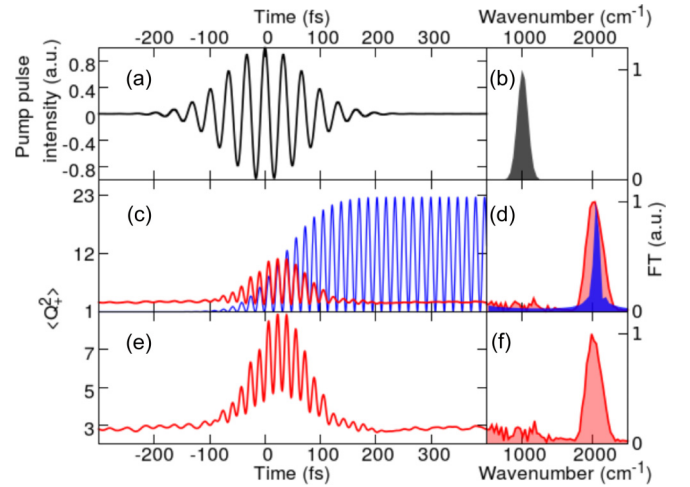 Time (fs) Wavenumber (cm⁻¹)
-200 -100 0 100 200 300 1000 2000
Pump pulse
intensity (a.u.)
0.8
0.4
0
-0.4
-0.8
(a) (b)
1
0
23
12
1
(c) (d)
1
0
<Q₊²>
FT (a.u.)
7
5
3
(e) (f)
1
0
-200 -100 0 100 200 300 1000 2000
Time (fs) Wavenumber (cm⁻¹)